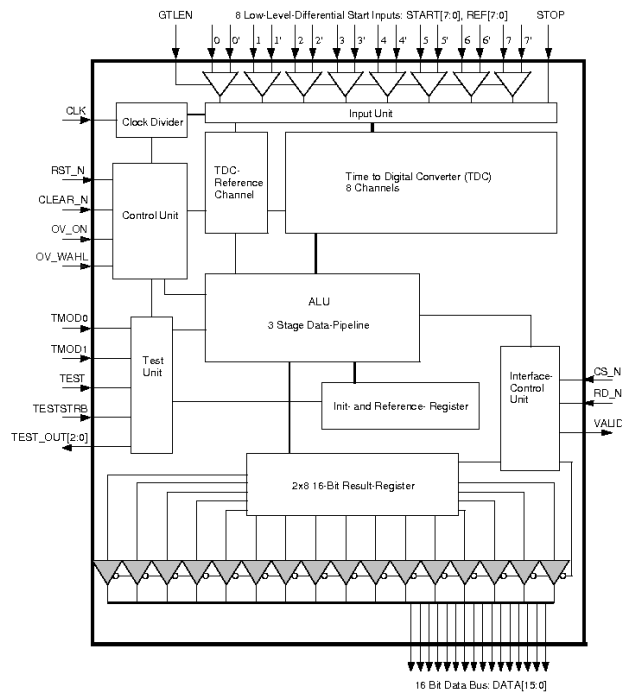 GTLEN 8 Low-Level-Differential Start Inputs: START[7:0], REF[7:0] STOP
0 0' 1 1' 2 2' 3 3' 4 4' 5 5' 6 6' 7 7'
CLK
Clock Divider
Input Unit
RST_N
CLEAR_N
OV_ON
OV_WAHL
Control Unit
TDC-
Reference
Channel
Time to Digital Converter (TDC)
8 Channels
ALU
3 Stage Data-Pipeline
TMOD0
TMOD1
TEST
TESTSTRB
TEST_OUT[2:0]
Test
Unit
Init- and Reference- Register
Interface-
Control
Unit
CS_N
RD_N
VALID
2x8 16-Bit Result-Register
16 Bit Data Bus: DATA[15:0]